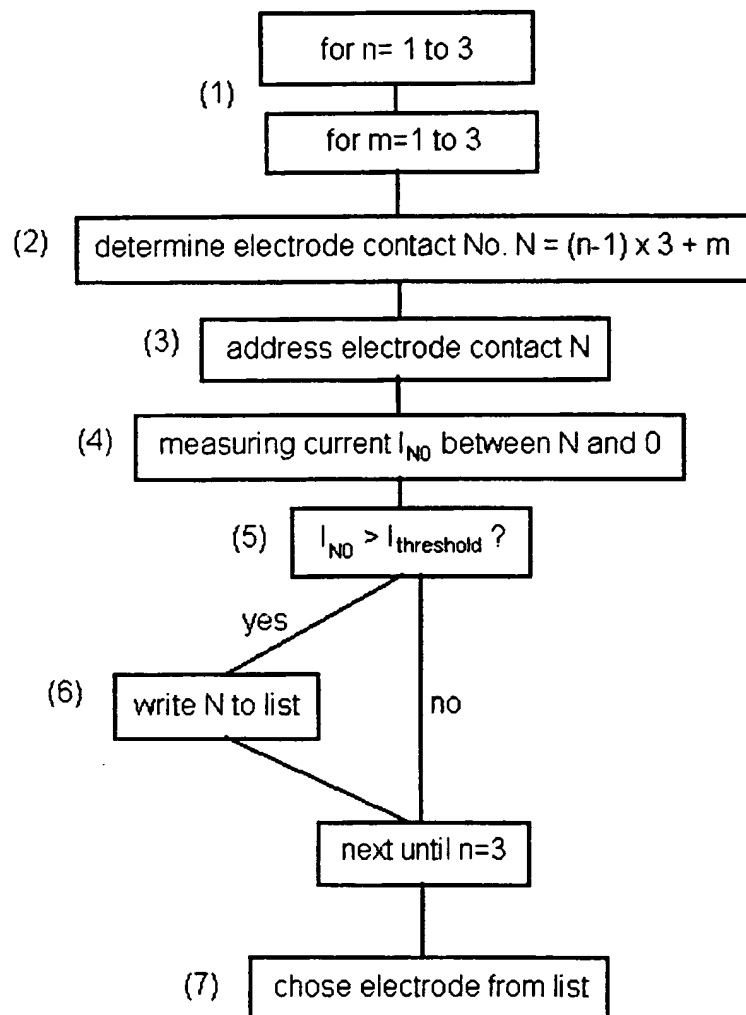 for n= 1 to 3
(1)
for m=1 to 3
(2) determine electrode contact No. N = (n-1) x 3 + m
(3) address electrode contact N
(4) measuring current I_N0 between N and 0
(5) I_N0 > I_threshold ?
yes
(6) write N to list
no
next until n=3
(7) chose electrode from list